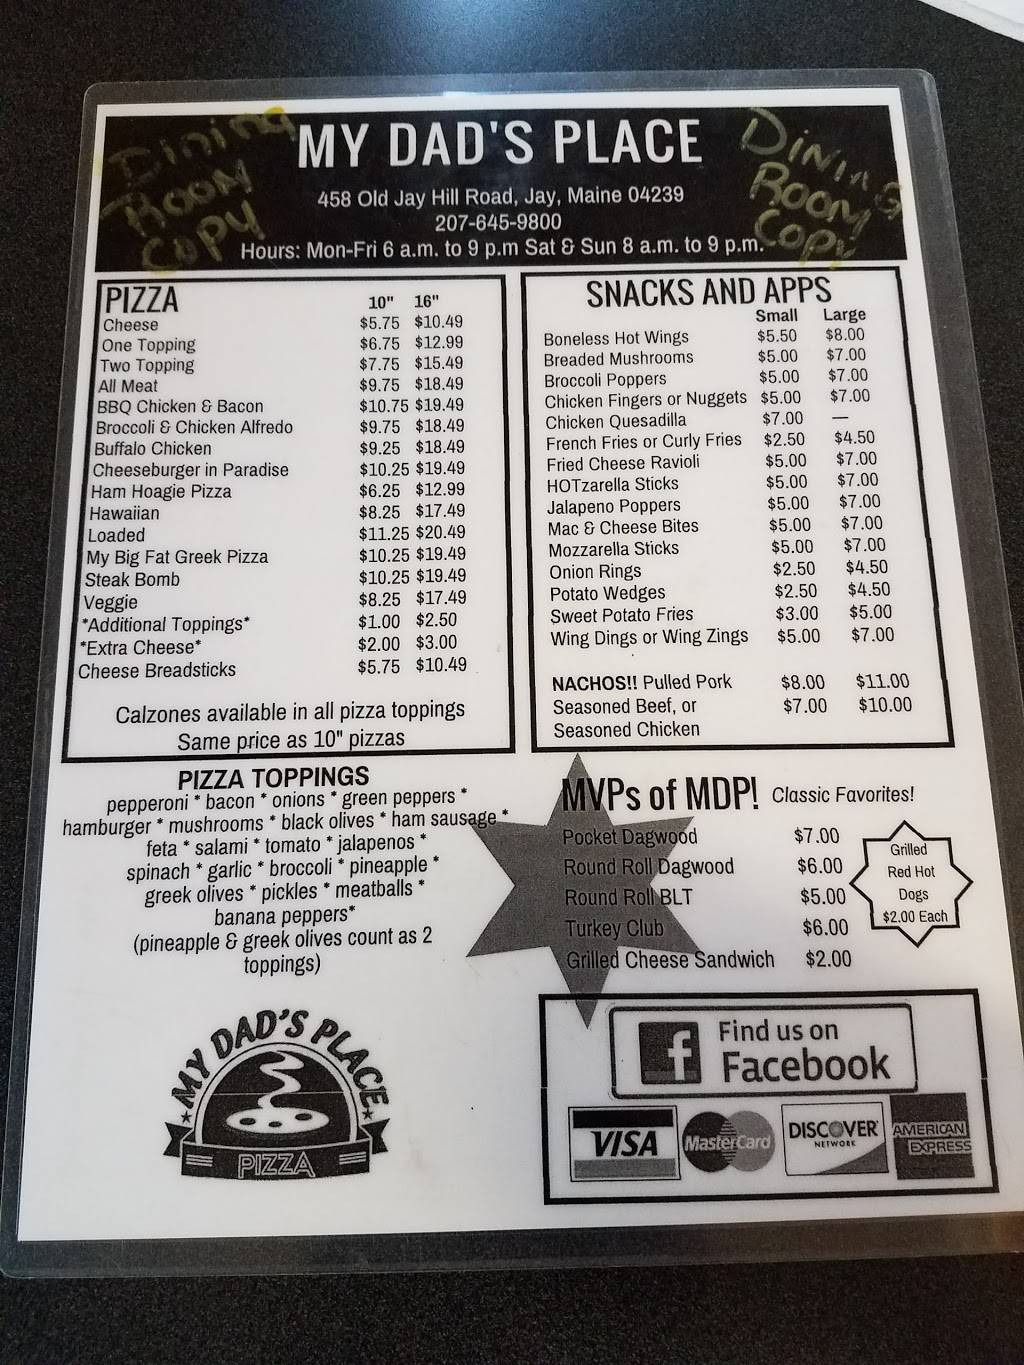 Dining Room Copy
MY DAD'S PLACE
Dining Room Copy
458 Old Jay Hill Road, Jay, Maine 04239
207-645-9800
Hours: Mon-Fri 6 a.m. to 9 p.m Sat & Sun 8 a.m. to 9 p.m.
PIZZA 10" 16"
Cheese $5.75 $10.49
One Topping $6.75 $12.99
Two Topping $7.75 $15.49
All Meat $9.75 $18.49
BBQ Chicken & Bacon $10.75 $19.49
Broccoli & Chicken Alfredo $9.75 $18.49
Buffalo Chicken $9.25 $18.49
Cheeseburger in Paradise $10.25 $19.49
Ham Hoagie Pizza $6.25 $12.99
Hawaiian $8.25 $17.49
Loaded $11.25 $20.49
My Big Fat Greek Pizza $10.25 $19.49
Steak Bomb $10.25 $19.49
Veggie $8.25 $17.49
*Additional Toppings* $1.00 $2.50
*Extra Cheese* $2.00 $3.00
Cheese Breadsticks $5.75 $10.49
Calzones available in all pizza toppings
Same price as 10" pizzas
SNACKS AND APPS
Small Large
Boneless Hot Wings $5.50 $8.00
Breaded Mushrooms $5.00 $7.00
Broccoli Poppers $5.00 $7.00
Chicken Fingers or Nuggets $5.00 $7.00
Chicken Quesadilla $7.00 —
French Fries or Curly Fries $2.50 $4.50
Fried Cheese Ravioli $5.00 $7.00
HOTzarella Sticks $5.00 $7.00
Jalapeno Poppers $5.00 $7.00
Mac & Cheese Bites $5.00 $7.00
Mozzarella Sticks $5.00 $7.00
Onion Rings $2.50 $4.50
Potato Wedges $2.50 $4.50
Sweet Potato Fries $3.00 $5.00
Wing Dings or Wing Zings $5.00 $7.00
NACHOS!! Pulled Pork $8.00 $11.00
Seasoned Beef, or $7.00 $10.00
Seasoned Chicken
PIZZA TOPPINGS
pepperoni * bacon * onions * green peppers *
hamburger * mushrooms * black olives * ham sausage *
feta * salami * tomato * jalapenos *
spinach * garlic * broccoli * pineapple *
greek olives * pickles * meatballs *
banana peppers*
(pineapple & greek olives count as 2
toppings)
MVPs of MDP! Classic Favorites!
Pocket Dagwood $7.00
Round Roll Dagwood $6.00
Round Roll BLT $5.00
Turkey Club $6.00
Grilled Cheese Sandwich $2.00
Grilled
Red Hot
Dogs
$2.00 Each
MY DAD'S PLACE
PIZZA
f
Find us on
Facebook
VISA
MasterCard
DISCOVER
NETWORK
AMERICAN
EXPRESS